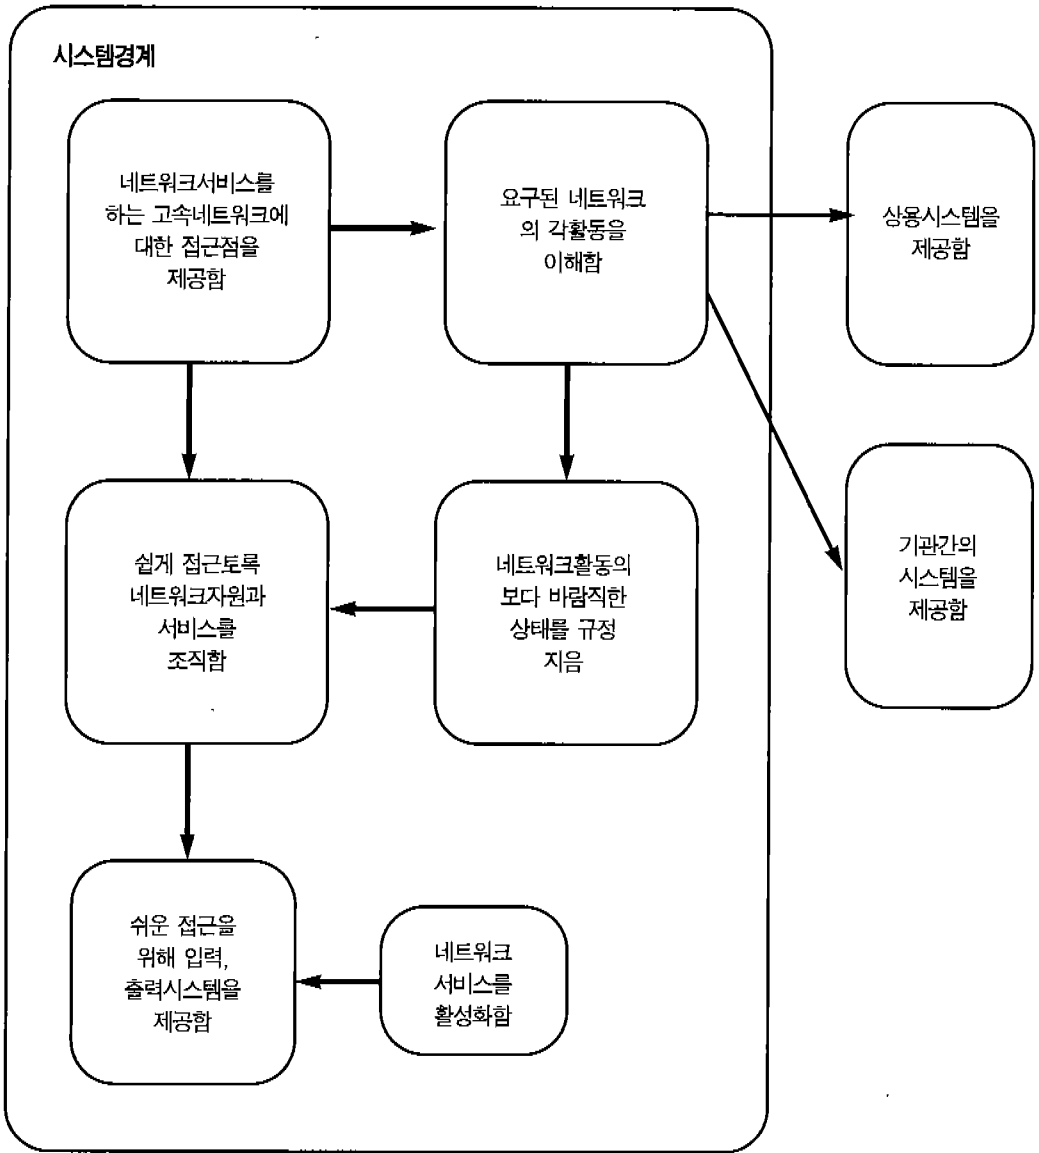 시스템경계
네트워크서비스를
하는 고속네트워크에
대한 접근점을
제공함
요구된 네트워크
의 각활동을
이해함
상용시스템을
제공함
쉽게 접근토록
네트워크자원과
서비스를
조직함
네트워크활동의
보다 바람직한
상태를 규정
지음
기관간의
시스템을
제공함
쉬운 접근을
위해 입력,
출력시스템을
제공함
네트워크
서비스를
활성화함